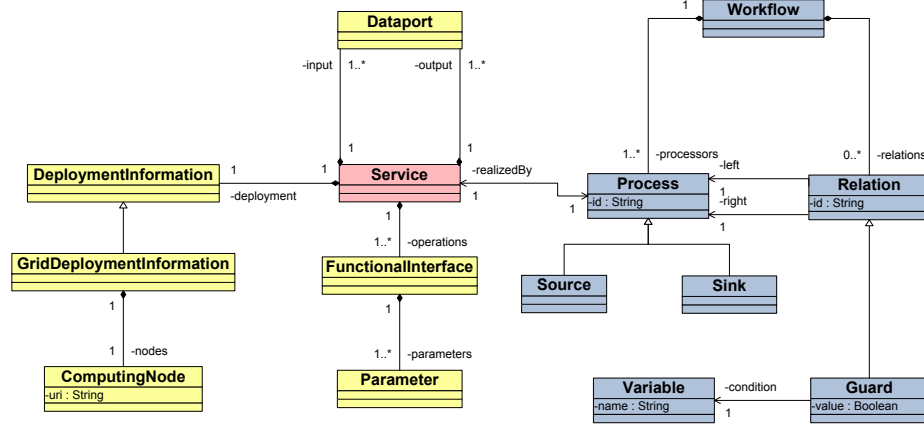 1
Workflow
Dataport
-input 1..* -output 1..*
1 1
1..* -processors
0..* -relations
DeploymentInformation
1 1
-deployment
Service
-realizedBy
1
1
Process
-id : String
-left
1
-right
1
Relation
-id : String
1
1..* -operations
GridDeploymentInformation
FunctionalInterface
Source
Sink
1
1
1 -nodes
1..* -parameters
ComputingNode
-uri : String
Parameter
Variable
-name : String
-condition
1
Guard
-value : Boolean